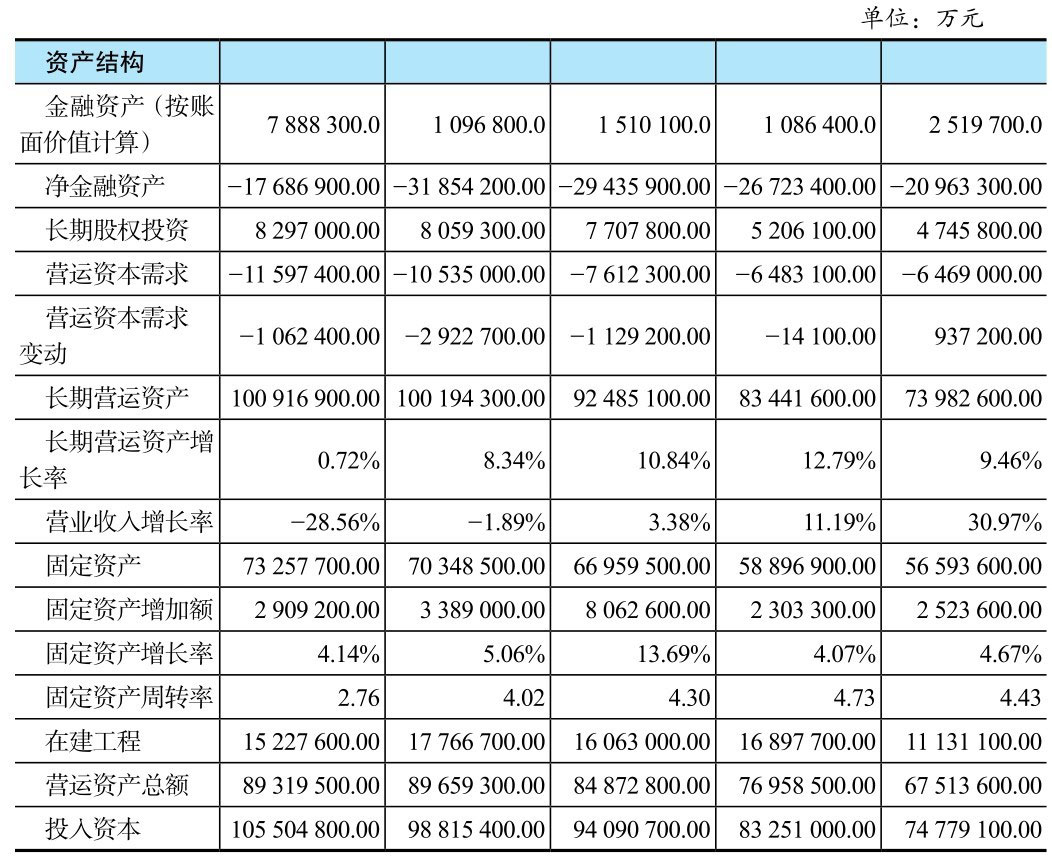 单位：万元
资产结构
金融资产（按账面价值计算） 7 888 300.0 1 096 800.0 1 510 100.0 1 086 400.0 2 519 700.0
净金融资产 −17 686 900.00 −31 854 200.00 −29 435 900.00 −26 723 400.00 −20 963 300.00
长期股权投资 8 297 000.00 8 059 300.00 7 707 800.00 5 206 100.00 4 745 800.00
营运资本需求 −11 597 400.00 −10 535 000.00 −7 612 300.00 −6 483 100.00 −6 469 000.00
营运资本需求变动 −1 062 400.00 −2 922 700.00 −1 129 200.00 −14 100.00 937 200.00
长期营运资产 100 916 900.00 100 194 300.00 92 485 100.00 83 441 600.00 73 982 600.00
长期营运资产增长率 0.72% 8.34% 10.84% 12.79% 9.46%
营业收入增长率 −28.56% −1.89% 3.38% 11.19% 30.97%
固定资产 73 257 700.00 70 348 500.00 66 959 500.00 58 896 900.00 56 593 600.00
固定资产增加额 2 909 200.00 3 389 000.00 8 062 600.00 2 303 300.00 2 523 600.00
固定资产增长率 4.14% 5.06% 13.69% 4.07% 4.67%
固定资产周转率 2.76 4.02 4.30 4.73 4.43
在建工程 15 227 600.00 17 766 700.00 16 063 000.00 16 897 700.00 11 131 100.00
营运资产总额 89 319 500.00 89 659 300.00 84 872 800.00 76 958 500.00 67 513 600.00
投入资本 105 504 800.00 98 815 400.00 94 090 700.00 83 251 000.00 74 779 100.00